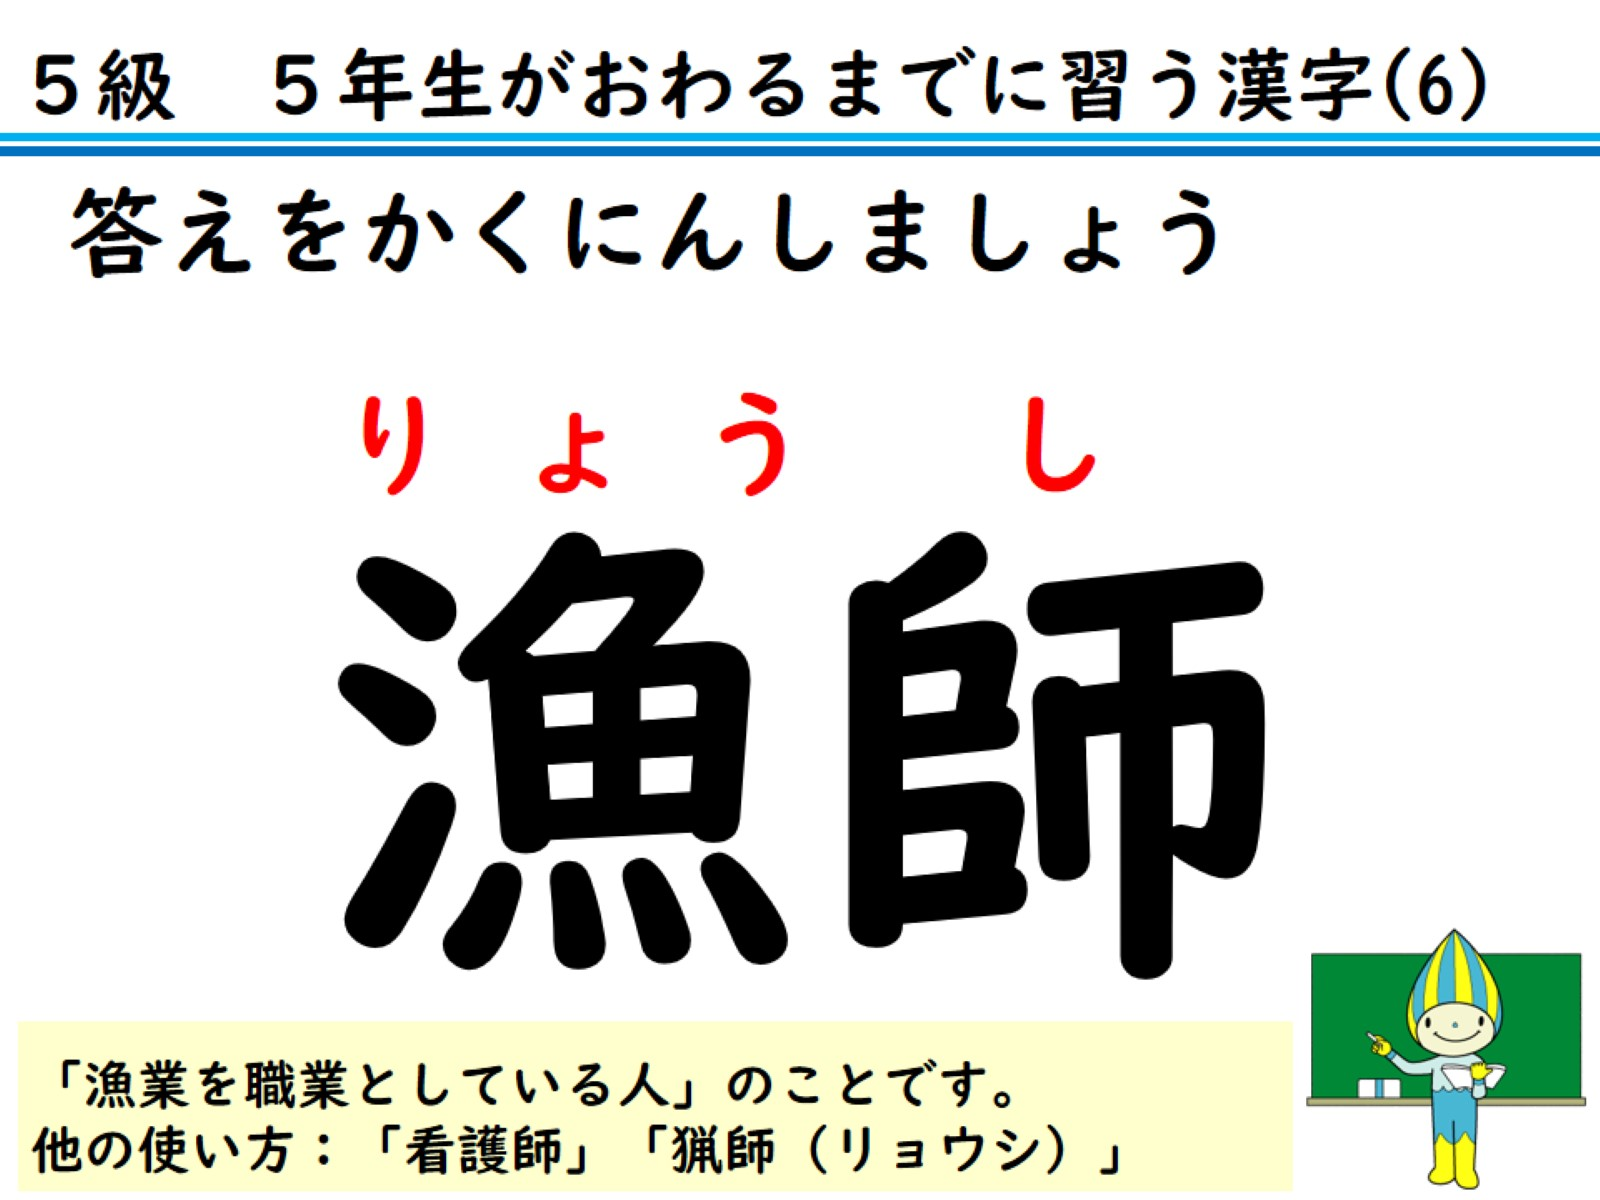 ５級　５年生がおわるまでに習う漢字(6)
答えをかくにんしましょう
りょう　し
漁師
「漁業を職業としている人」のことです。
他の使い方：「看護師」「猟師（リョウシ）」